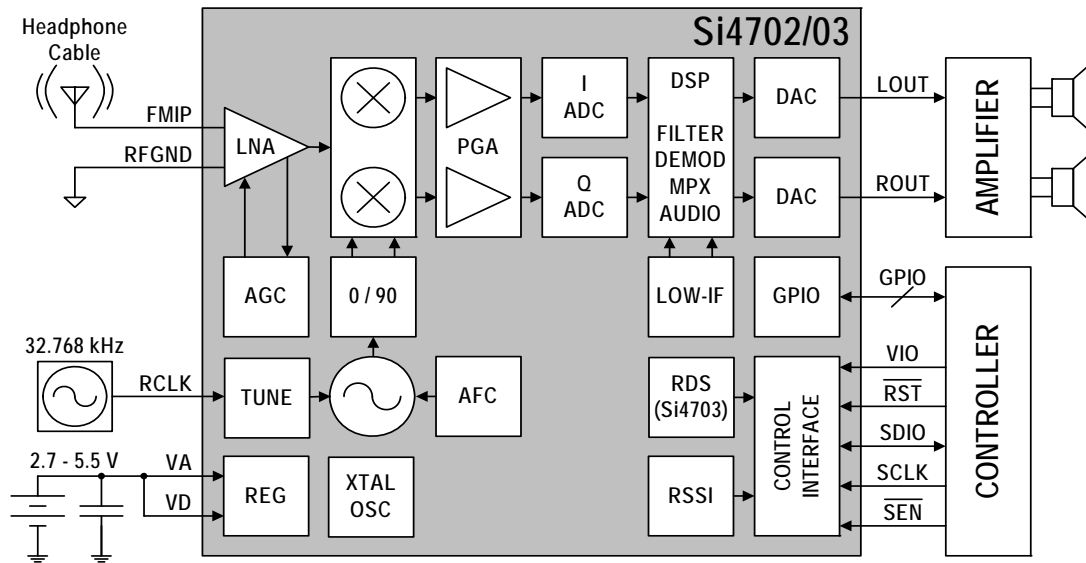 Headphone
Cable
Si4702/03
FMIP
RFGND
LNA
PGA
I
ADC
Q
ADC
DSP
FILTER
DEMOD
MPX
AUDIO
DAC
DAC
LOUT
ROUT
AMPLIFIER
AGC
0 / 90
LOW-IF
GPIO
GPIO
32.768 kHz
RCLK
TUNE
AFC
RDS
(Si4703)
CONTROL
INTERFACE
VIO
RST
SDIO
SCLK
SEN
CONTROLLER
2.7 - 5.5 V
VA
VD
REG
XTAL
OSC
RSSI